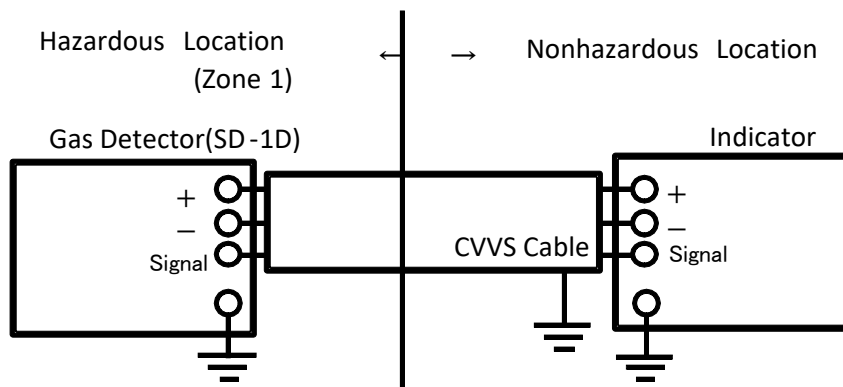 Hazardous Location
(Zone 1)
← →
Nonhazardous Location
Gas Detector(SD-1D)
Indicator
+
−
Signal
CVVS Cable
+
−
Signal